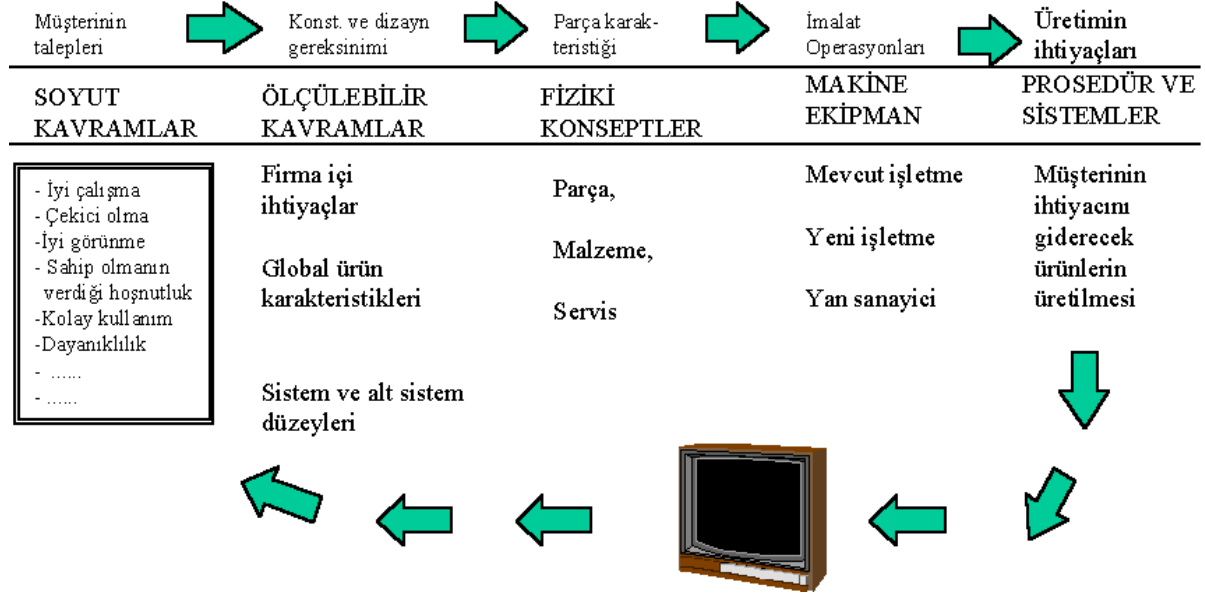 Müşterinin
talepleri
Konst. ve dizayn
gereksinimi
Parça karak-
teristiği
İmalat
Operasyonları
Üretimin
ihtiyaçları
SOYUT
KAVRAMLAR
ÖLÇÜLEBİLİR
KAVRAMLAR
FİZİKİ
KONSEPTLER
MAKİNE
EKİPMAN
PROSEDÜR VE
SİSTEMLER
- İyi çalışma
- Çekici olma
-İyi görünme
- Sahip olmanın
verdiği hoşnutluk
-Kolay kullanım
-Dayanıklılık
- ......
- ......
Firma içi
ihtiyaçlar
Global ürün
karakteristikleri
Sistem ve alt sistem
düzeyleri
Parça,
Malzeme,
Servis
Mevcut işletme
Yeni işletme
Yan sanayici
Müşterinin
ihtiyacını
giderecek
ürünlerin
üretilmesi